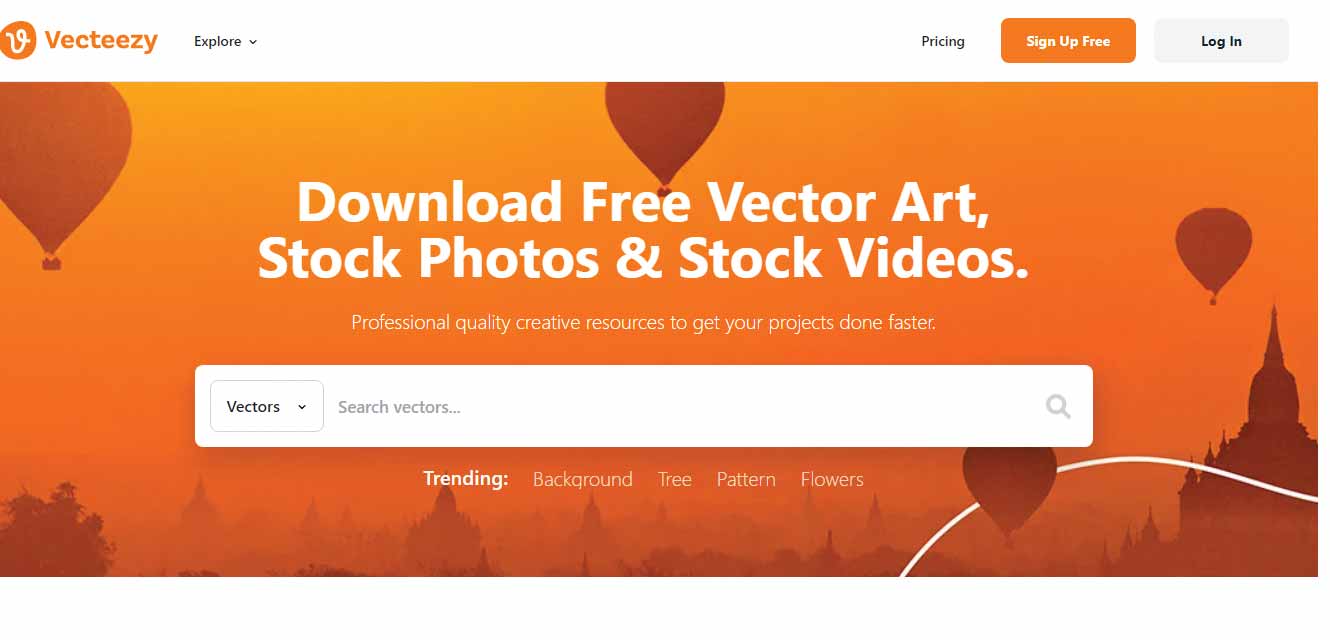 Vecteezy
Explore
Pricing
Sign Up Free
Log In
Download Free Vector Art,
Stock Photos & Stock Videos.
Professional quality creative resources to get your projects done faster.
Vectors
Search vectors...
Trending: Background Tree Pattern Flowers